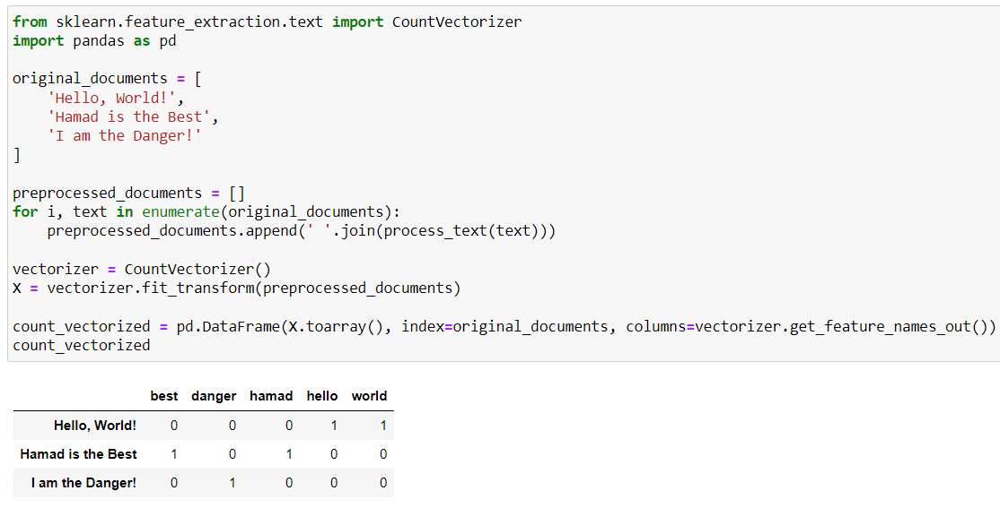 from sklearn.feature_extraction.text import CountVectorizer
import pandas as pd
original_documents = [
    'Hello, World!',
    'Hamad is the Best',
    'I am the Danger!'
]
preprocessed_documents = []
for i, text in enumerate(original_documents):
    preprocessed_documents.append(' '.join(process_text(text)))
vectorizer = CountVectorizer()
X = vectorizer.fit_transform(preprocessed_documents)
count_vectorized = pd.DataFrame(X.toarray(), index=original_documents, columns=vectorizer.get_feature_names_out())
count_vectorized
best danger hamad hello world
Hello, World! 0 0 0 1 1
Hamad is the Best 1 0 1 0 0
I am the Danger! 0 1 0 0 0